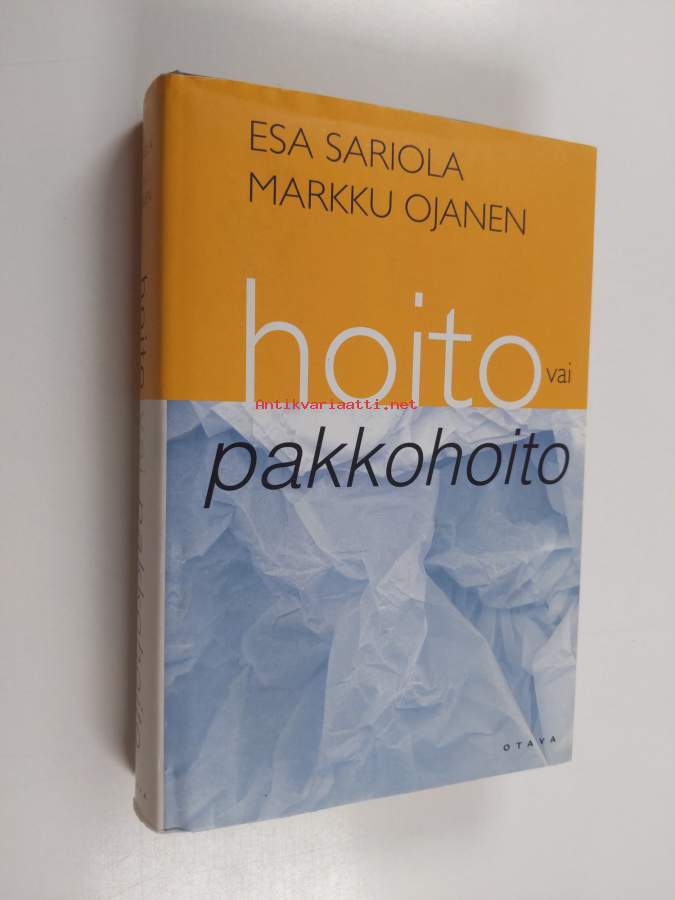 ESA SARIOLA
MARKKU OJANEN
hoito vai
Antikvariaatti.net
pakkohoito
OTAVA